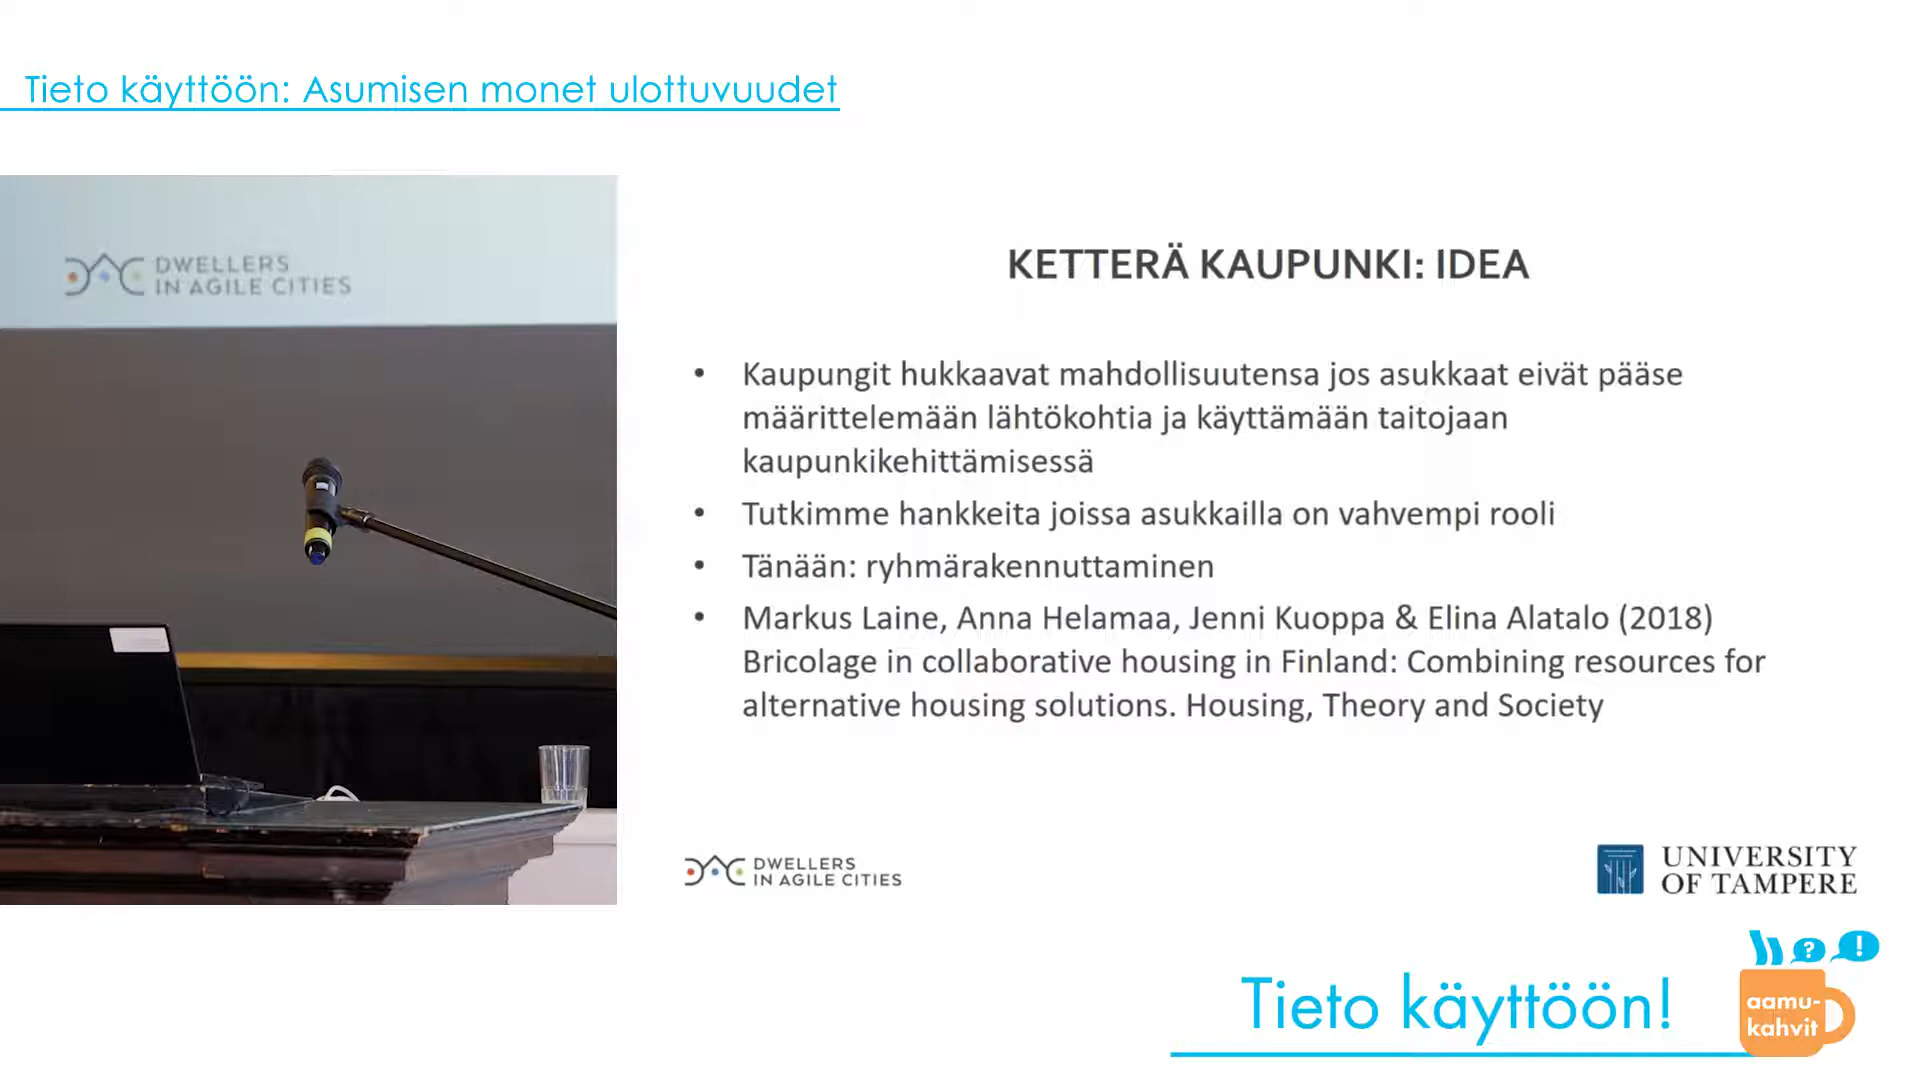 Tieto käyttöön: Asumisen monet ulottuvuudet
DWELLERS
IN AGILE CITIES
KETTERÄ KAUPUNKI: IDEA
• Kaupungit hukkaavat mahdollisuutensa jos asukkaat eivät pääse
määrittelemään lähtökohtia ja käyttämään taitojaan
kaupunkikehittämisessä
• Tutkimme hankkeita joissa asukkailla on vahvempi rooli
• Tänään: ryhmärakennuttaminen
• Markus Laine, Anna Helamaa, Jenni Kuoppa & Elina Alatalo (2018)
Bricolage in collaborative housing in Finland: Combining resources for
alternative housing solutions. Housing, Theory and Society
DWELLERS
IN AGILE CITIES
UNIVERSITY
OF TAMPERE
Tieto käyttöön!
? !
aamu-
kahvit